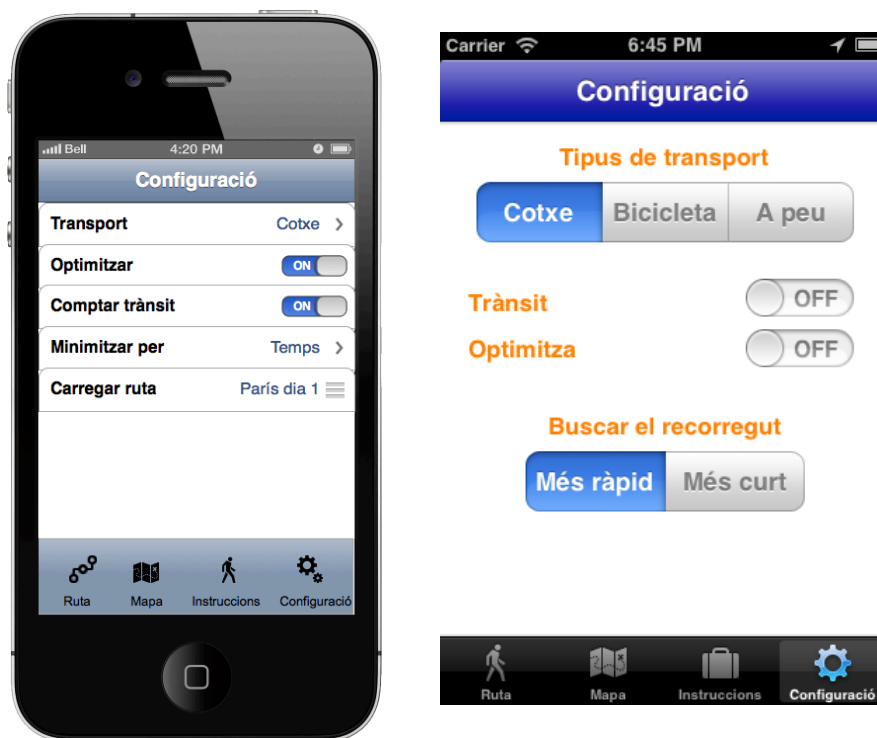 Bell 4:20 PM
Configuració
Transport Cotxe
Optimitzar ON
Comptar trànsit ON
Minimitzar per Temps
Carregar ruta París dia 1
Ruta Mapa Instruccions Configuració
Carrier 6:45 PM
Configuració
Tipus de transport
Cotxe Bicicleta A peu
Trànsit OFF
Optimitza OFF
Buscar el recorregut
Més ràpid Més curt
Ruta Mapa Instruccions Configuració